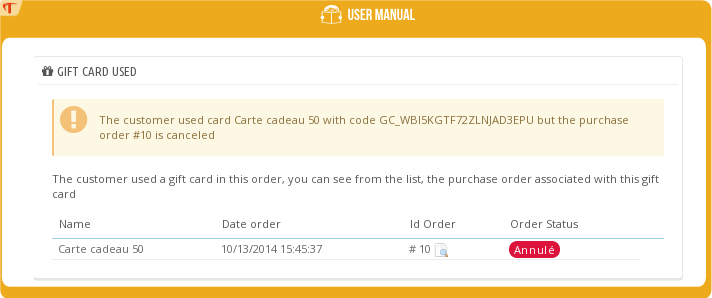 USER MANUAL
GIFT CARD USED
The customer used card Carte cadeau 50 with code GC_WBI5KGTF72ZLNJAD3EPU but the purchase
order #10 is canceled
The customer used a gift card in this order, you can see from the list, the purchase order associated with this gift
card
Name Date order Id Order Order Status
Carte cadeau 50 10/13/2014 15:45:37 # 10 Annulé